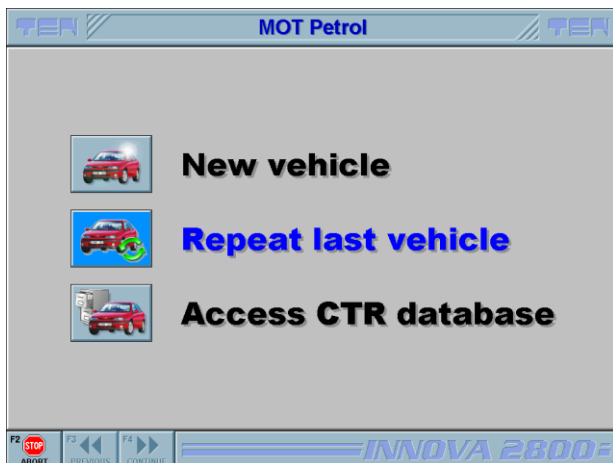 TEN MOT Petrol TEN
New vehicle
Repeat last vehicle
Access CTR database
F2 STOP ABORT F3 PREVIOUS F4 CONTINUE INNOVA 2800